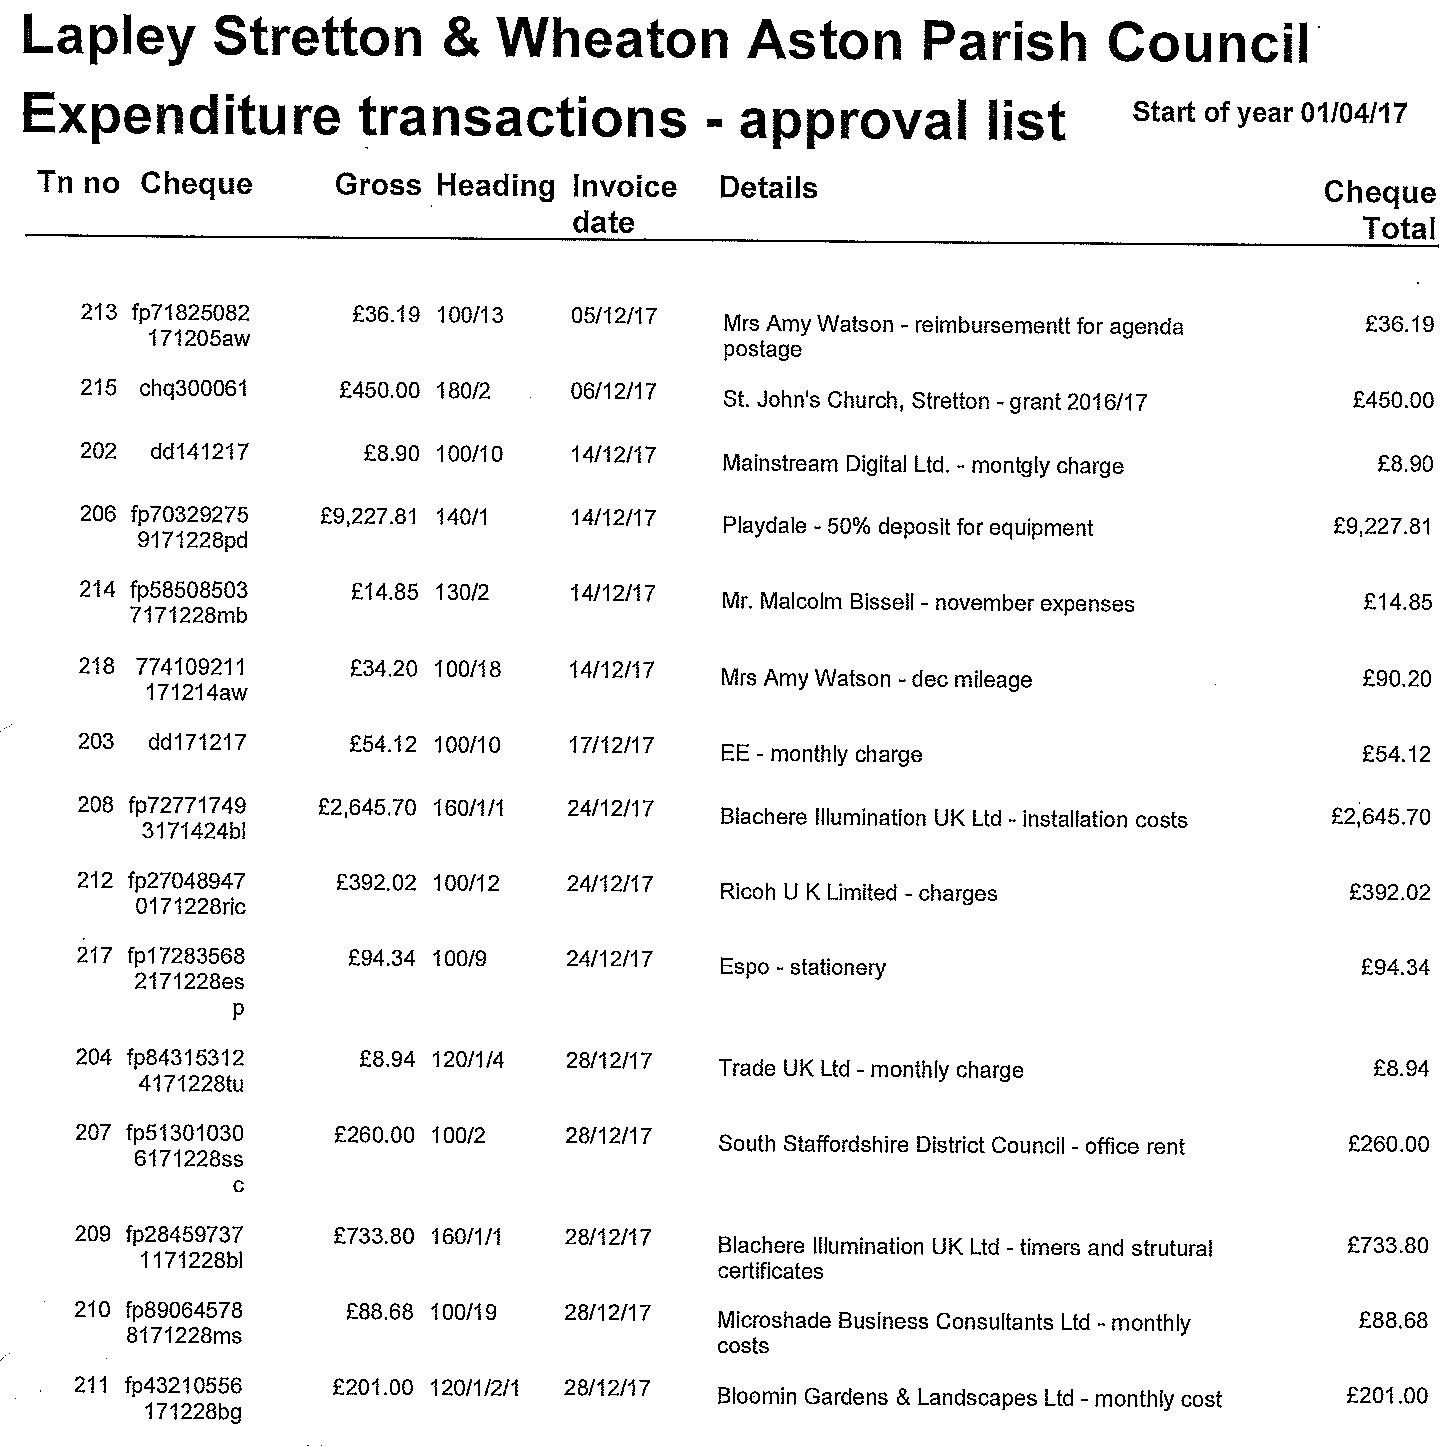 Lapley Stretton & Wheaton Aston Parish Council
Expenditure transactions - approval list Start of year 01/04/17
Tn no Cheque Gross Heading Invoice date Details Cheque Total
213 fp71825082 £36.19 100/13 05/12/17 Mrs Amy Watson - reimbursementt for agenda £36.19
171205aw postage
215 chq300061 £450.00 180/2 06/12/17 St. John's Church, Stretton - grant 2016/17 £450.00
202 dd141217 £8.90 100/10 14/12/17 Mainstream Digital Ltd. - montgly charge £8.90
206 fp70329275 £9,227.81 140/1 14/12/17 Playdale - 50% deposit for equipment £9,227.81
9171228pd
214 fp58508503 £14.85 130/2 14/12/17 Mr. Malcolm Bissell - november expenses £14.85
7171228mb
218 774109211 £34.20 100/18 14/12/17 Mrs Amy Watson - dec mileage £90.20
171214aw
203 dd171217 £54.12 100/10 17/12/17 EE - monthly charge £54.12
208 fp72771749 £2,645.70 160/1/1 24/12/17 Blachere Illumination UK Ltd - installation costs £2,645.70
3171424bl
212 fp27048947 £392.02 100/12 24/12/17 Ricoh U K Limited - charges £392.02
0171228ric
217 fp17283568 £94.34 100/9 24/12/17 Espo - stationery £94.34
2171228es
p
204 fp84315312 £8.94 120/1/4 28/12/17 Trade UK Ltd - monthly charge £8.94
4171228tu
207 fp51301030 £260.00 100/2 28/12/17 South Staffordshire District Council - office rent £260.00
6171228ss
c
209 fp28459737 £733.80 160/1/1 28/12/17 Blachere Illumination UK Ltd - timers and strutural £733.80
1171228bl certificates
210 fp89064578 £88.68 100/19 28/12/17 Microshade Business Consultants Ltd - monthly £88.68
8171228ms costs
211 fp43210556 £201.00 120/1/2/1 28/12/17 Bloomin Gardens & Landscapes Ltd - monthly cost £201.00
171228bg